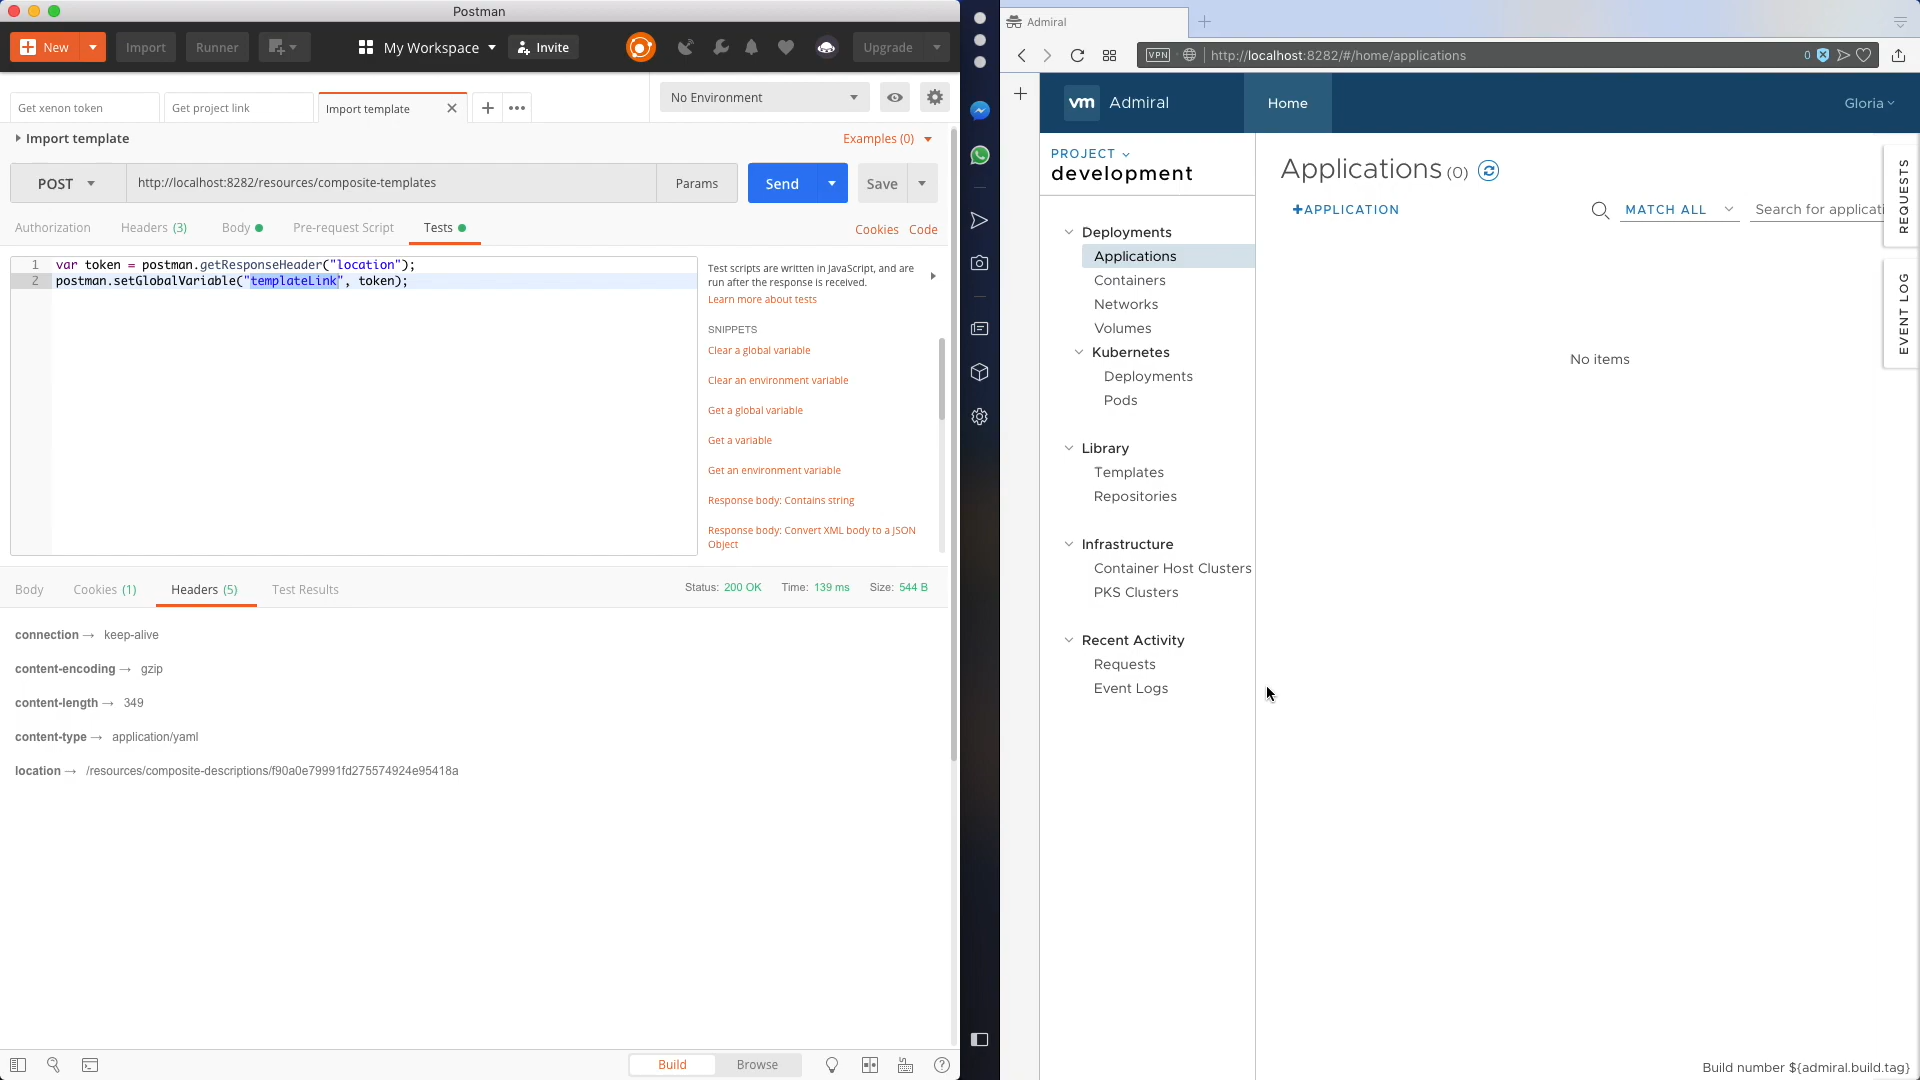 Postman
New
Import
Runner
My Workspace
Invite
Upgrade
Get xenon token
Get project link
Import template
No Environment
Import template
Examples (0)
POST
http://localhost:8282/resources/composite-templates
Params
Send
Save
Authorization
Headers (3)
Body
Pre-request Script
Tests
Cookies
Code
1 var token = postman.getResponseHeader("location");
2 postman.setGlobalVariable("templateLink", token);
Test scripts are written in JavaScript, and are
run after the response is received.
Learn more about tests
SNIPPETS
Clear a global variable
Clear an environment variable
Get a global variable
Get a variable
Get an environment variable
Response body: Contains string
Response body: Convert XML body to a JSON
Object
Body
Cookies (1)
Headers (5)
Test Results
Status: 200 OK
Time: 139 ms
Size: 544 B
connection → keep-alive
content-encoding → gzip
content-length → 349
content-type → application/yaml
location → /resources/composite-descriptions/f90a0e79991fd275574924e95418a
Build
Browse
Admiral
VPN
http://localhost:8282/#/home/applications
0
vm
Admiral
Home
Gloria
PROJECT
development
Deployments
Applications
Containers
Networks
Volumes
Kubernetes
Deployments
Pods
Library
Templates
Repositories
Infrastructure
Container Host Clusters
PKS Clusters
Recent Activity
Requests
Event Logs
Applications (0)
+APPLICATION
MATCH ALL
Search for applicati
No items
REQUESTS
EVENT LOG
Build number ${admiral.build.tag}